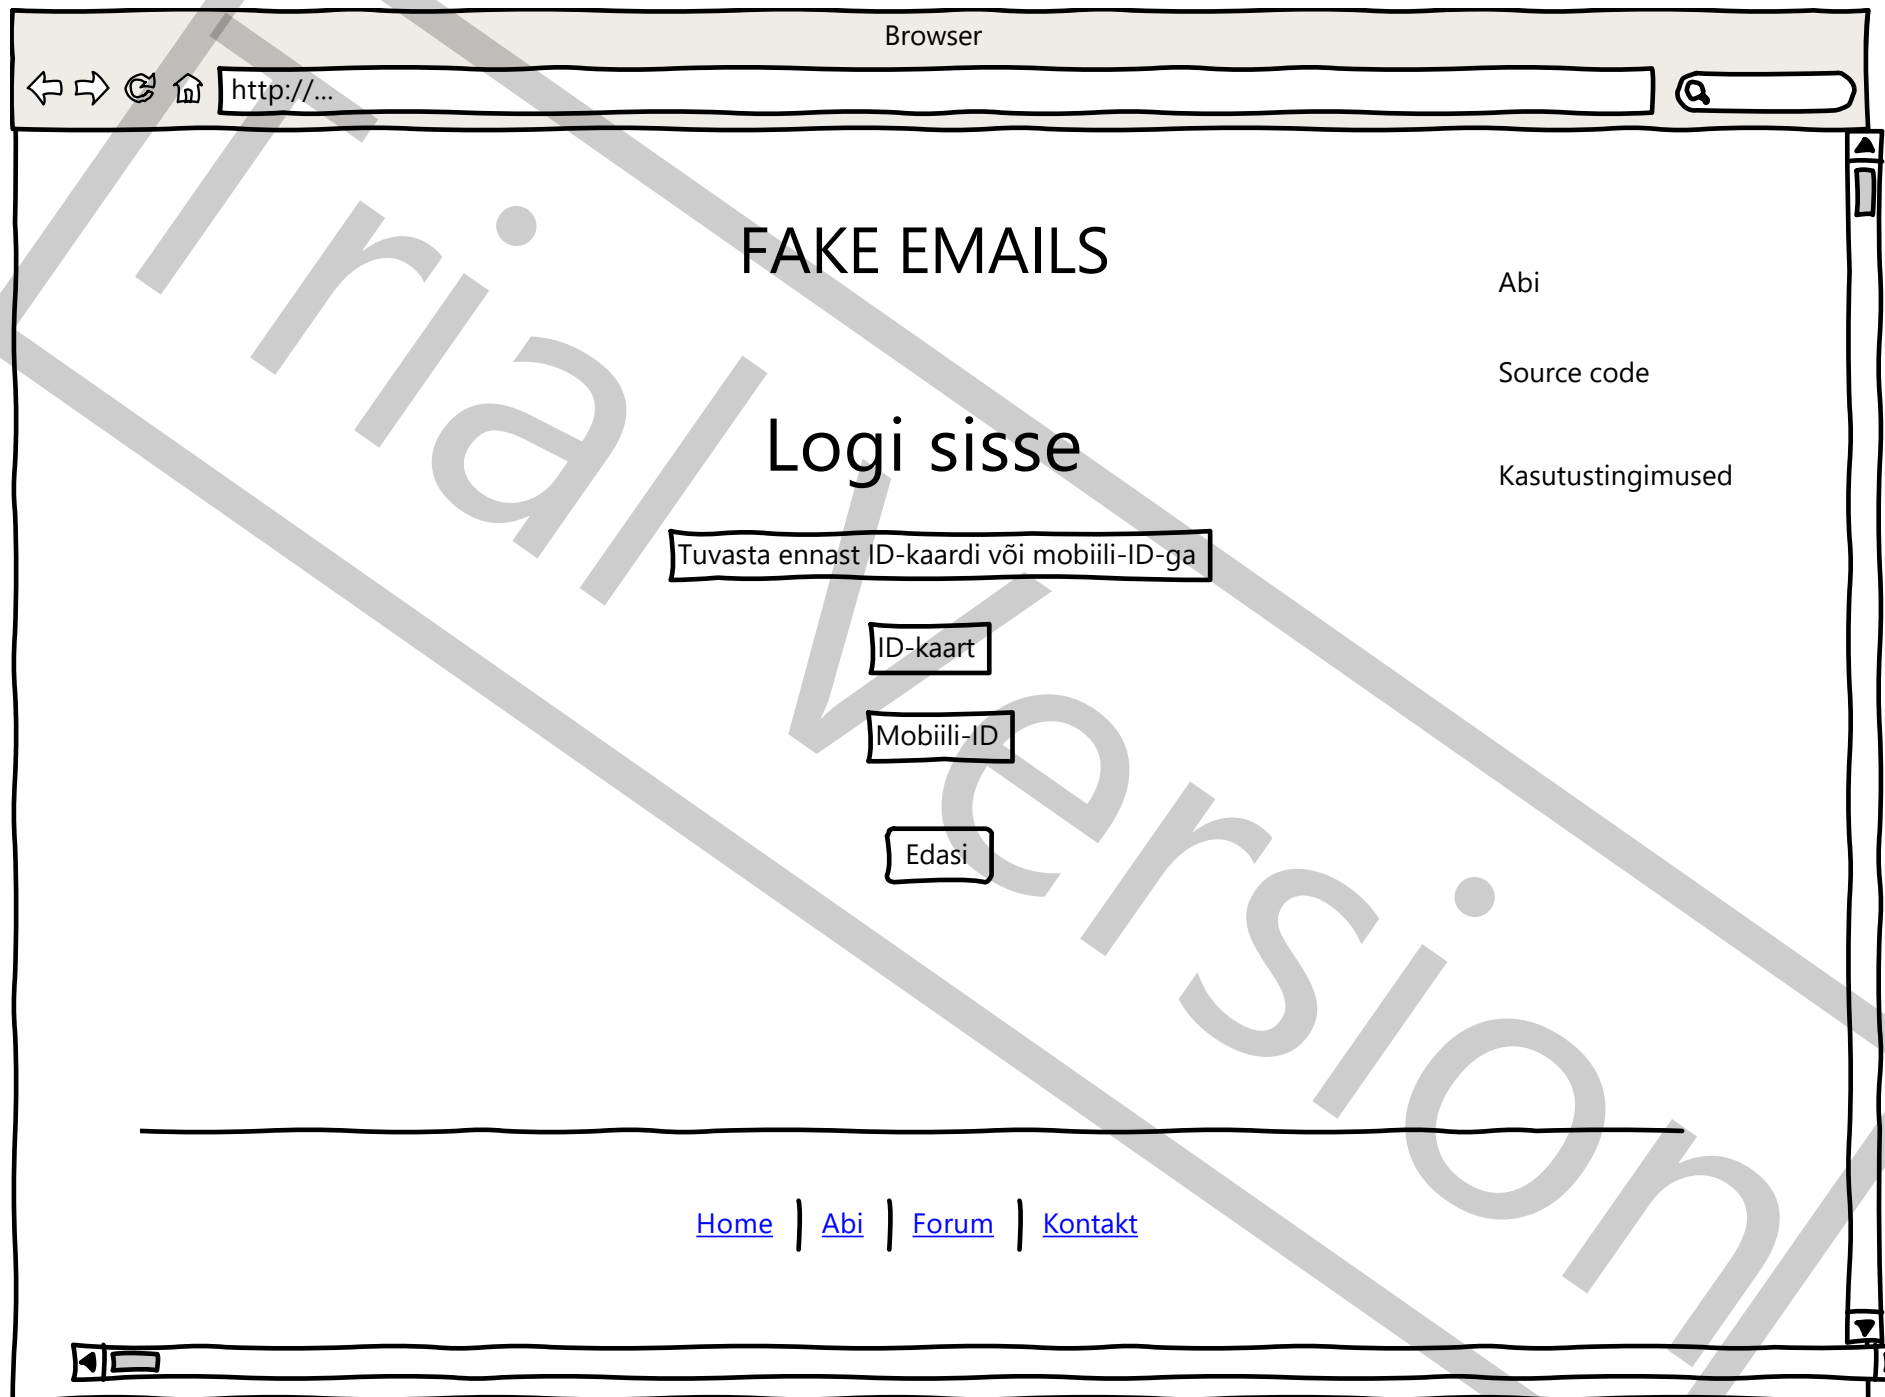 Browser
http://...
FAKE EMAILS
Abi
Source code
Logi sisse
Kasutustingimused
Tuvasta ennast ID-kaardi või mobiili-ID-ga
ID-kaart
Mobiili-ID
Edasi
Home
Abi
Forum
Kontakt
Trial Version